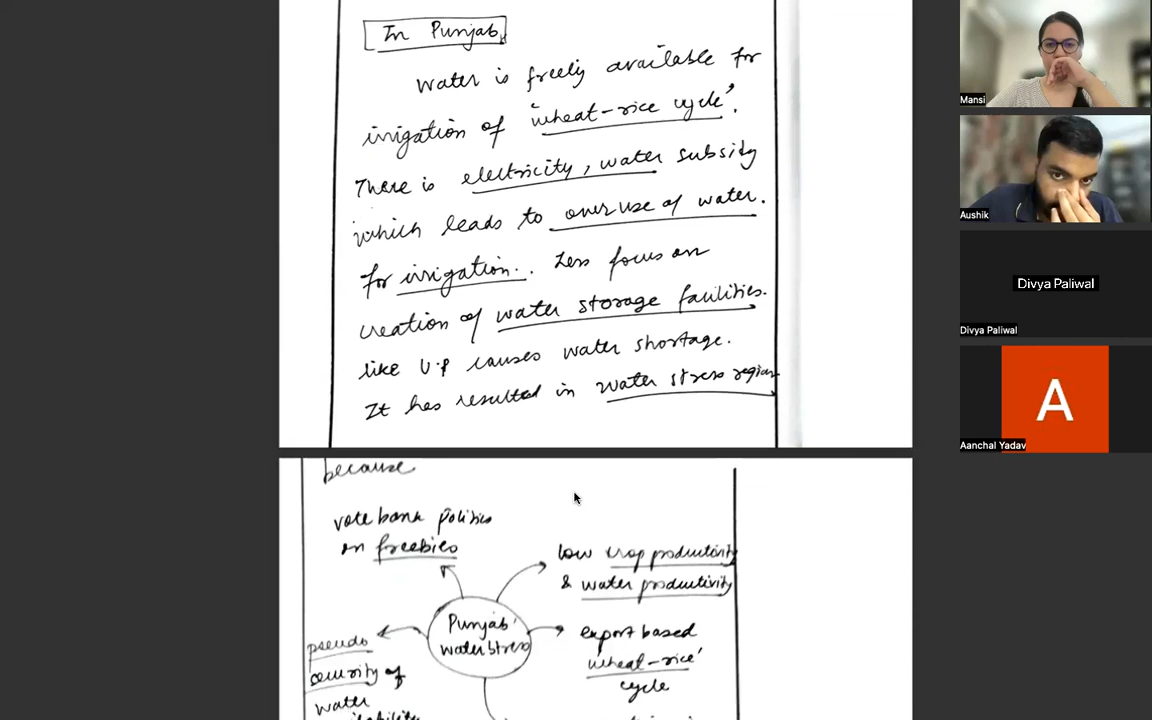 In Punjab
Water is freely available for
irrigation of 'wheat-rice cycle'.
There is electricity, water subsidy
which leads to overuse of water.
for irrigation. Less focus on
creation of water storage facilities.
like U.P causes water shortage.
It has resulted in water stress region
because
vote bank politics
on freebies
low crop productivity
& water productivity
Punjab'
water stress
export based
'wheat-rice'
cycle
pseudo
security of
water
Mansi
Aushik
Divya Paliwal
Divya Paliwal
A
Aanchal Yadav